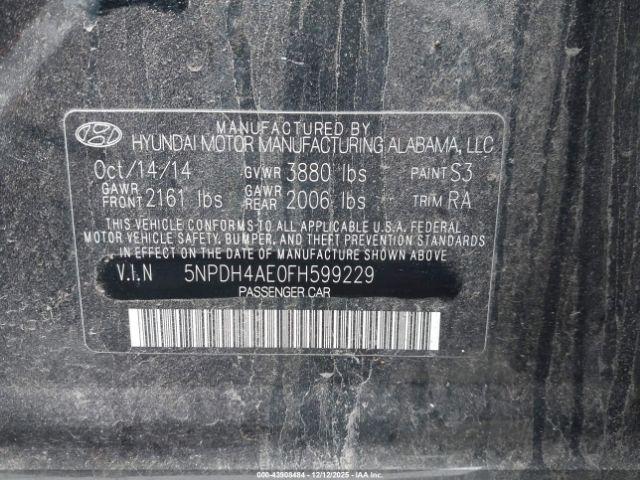 MANUFACTURED BY
HYUNDAI MOTOR MANUFACTURING ALABAMA, LLC
Oct/14/14 GVWR 3880 lbs PAINT S3
GAWR FRONT 2161 lbs GAWR REAR 2006 lbs TRIM RA
THIS VEHICLE CONFORMS TO ALL APPLICABLE U.S.A. FEDERAL
MOTOR VEHICLE SAFETY, BUMPER, AND THEFT PREVENTION STANDARDS
IN EFFECT ON THE DATE OF MANUFACTURE SHOWN ABOVE.
V.I.N 5NPDH4AE0FH599229
PASSENGER CAR
000-43908484 - 12/12/2025 - IAAI.COM